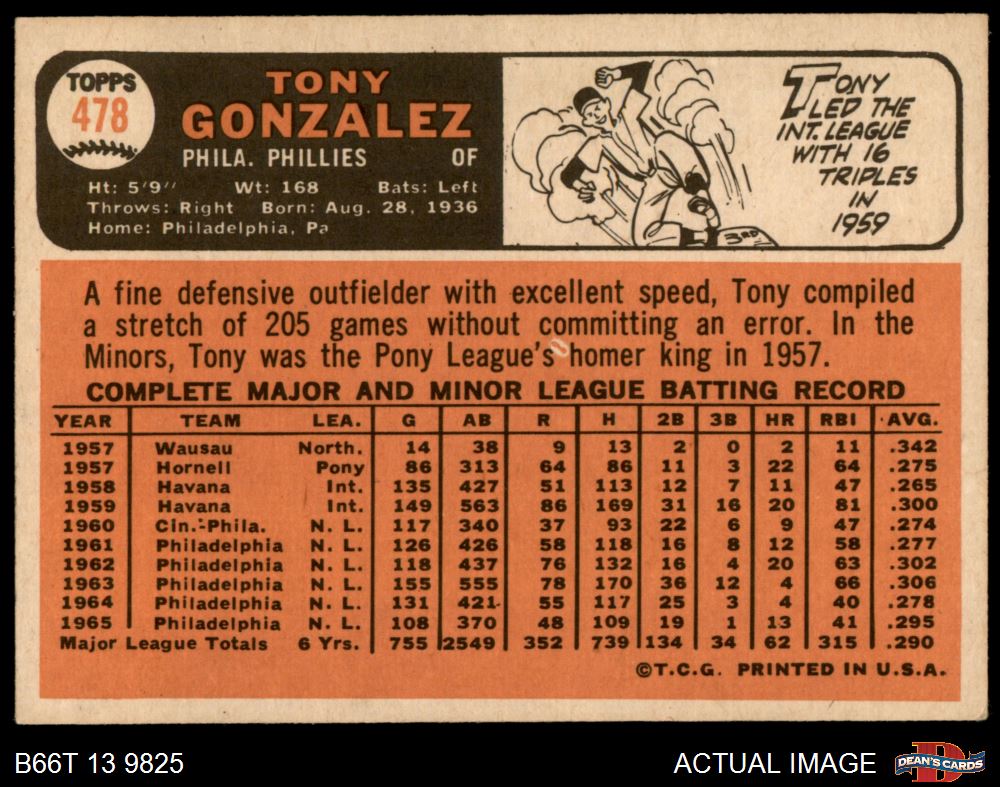 TOPPS
478
TONY
GONZALEZ
PHILA. PHILLIES OF
Ht: 5'9" Wt: 168 Bats: Left
Throws: Right Born: Aug. 28, 1936
Home: Philadelphia, Pa
TONY
LED THE
INT. LEAGUE
WITH 16
TRIPLES
IN
1959
3RD
A fine defensive outfielder with excellent speed, Tony compiled
a stretch of 205 games without committing an error. In the
Minors, Tony was the Pony League's homer king in 1957.
COMPLETE MAJOR AND MINOR LEAGUE BATTING RECORD
YEAR TEAM LEA. G AB R H 2B 3B HR RBI AVG.
1957 Wausau North. 14 38 9 13 2 0 2 11 .342
1957 Hornell Pony 86 313 64 86 11 3 22 64 .275
1958 Havana Int. 135 427 51 113 12 7 11 47 .265
1959 Havana Int. 149 563 86 169 31 16 20 81 .300
1960 Cin.-Phila. N. L. 117 340 37 93 22 6 9 47 .274
1961 Philadelphia N. L. 126 426 58 118 16 8 12 58 .277
1962 Philadelphia N. L. 118 437 76 132 16 4 20 63 .302
1963 Philadelphia N. L. 155 555 78 170 36 12 4 66 .306
1964 Philadelphia N. L. 131 421 55 117 25 3 4 40 .278
1965 Philadelphia N. L. 108 370 48 109 19 1 13 41 .295
Major League Totals 6 Yrs. 755 2549 352 739 134 34 62 315 .290
©T.C.G. PRINTED IN U.S.A.
B66T 13 9825 ACTUAL IMAGE
DEAN'S CARDS